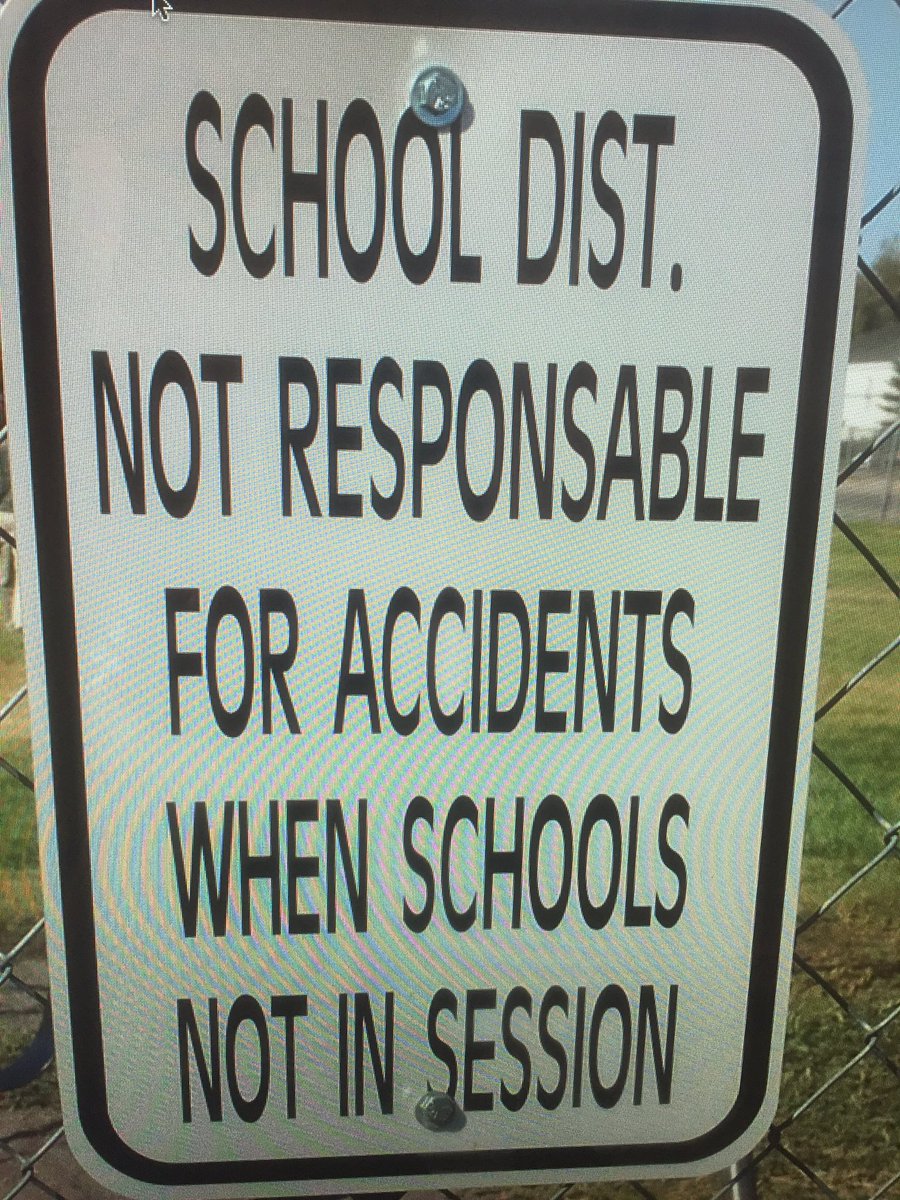 SCHOOL DIST.
NOT RESPONSABLE
FOR ACCIDENTS
WHEN SCHOOLS
NOT IN SESSION